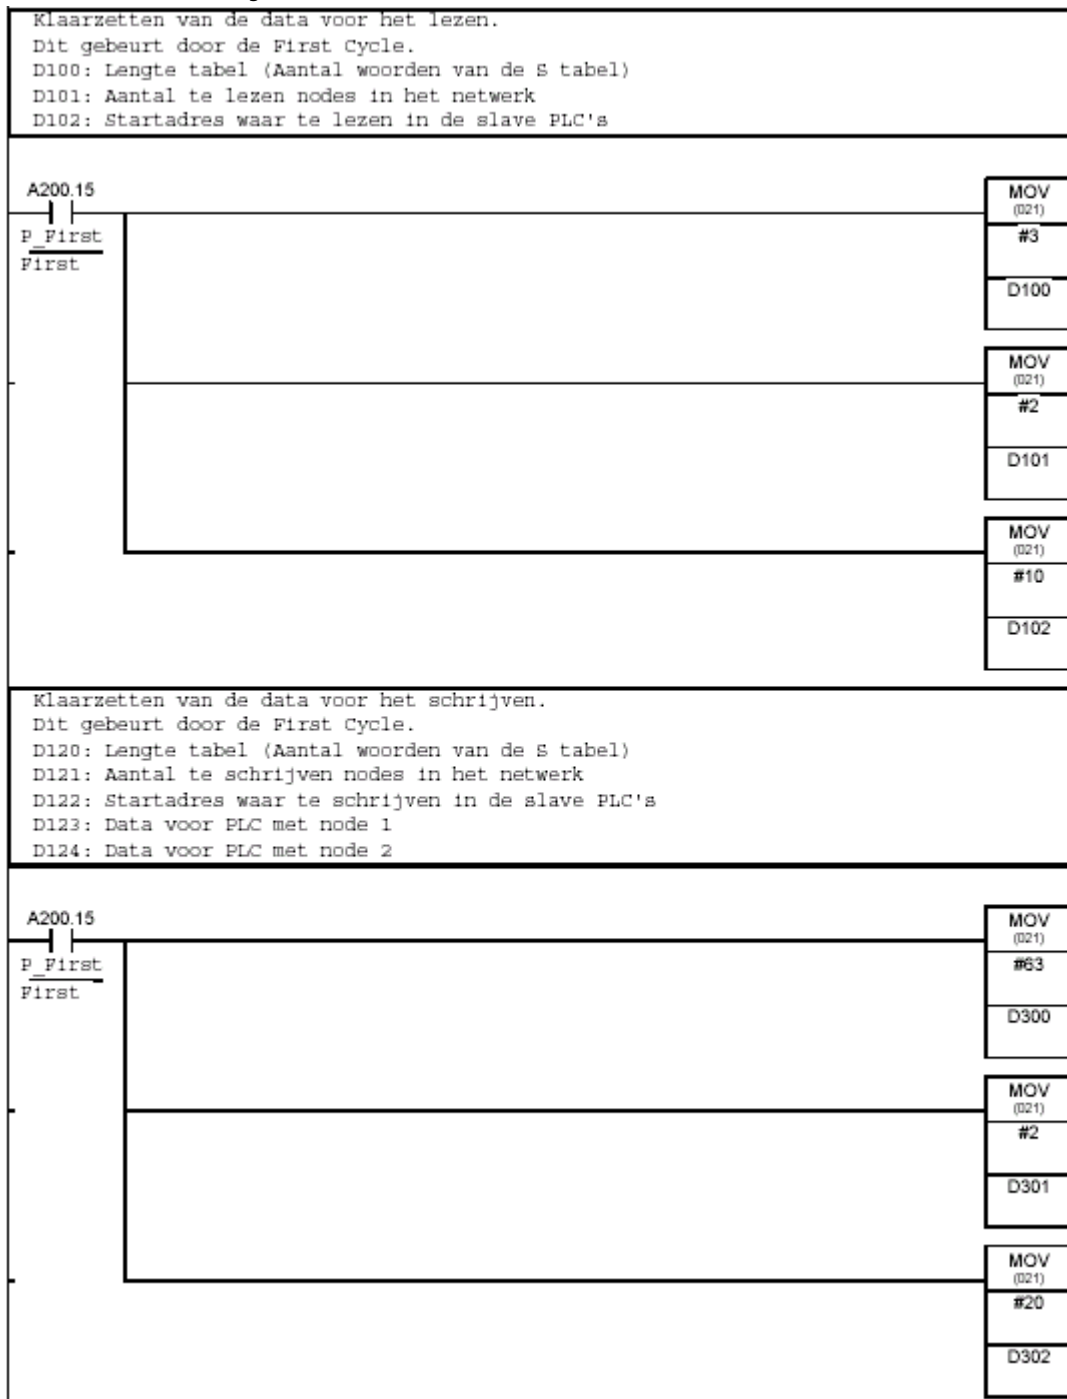 Klaarzetten van de data voor het lezen.
Dit gebeurt door de First Cycle.
D100: Lengte tabel (Aantal woorden van de S tabel)
D101: Aantal te lezen nodes in het netwerk
D102: Startadres waar te lezen in de slave PLC's
A200.15
P_First
First
MOV
(021)
#3
D100
MOV
(021)
#2
D101
MOV
(021)
#10
D102
Klaarzetten van de data voor het schrijven.
Dit gebeurt door de First Cycle.
D120: Lengte tabel (Aantal woorden van de S tabel)
D121: Aantal te schrijven nodes in het netwerk
D122: Startadres waar te schrijven in de slave PLC's
D123: Data voor PLC met node 1
D124: Data voor PLC met node 2
A200.15
P_First
First
MOV
(021)
#63
D300
MOV
(021)
#2
D301
MOV
(021)
#20
D302